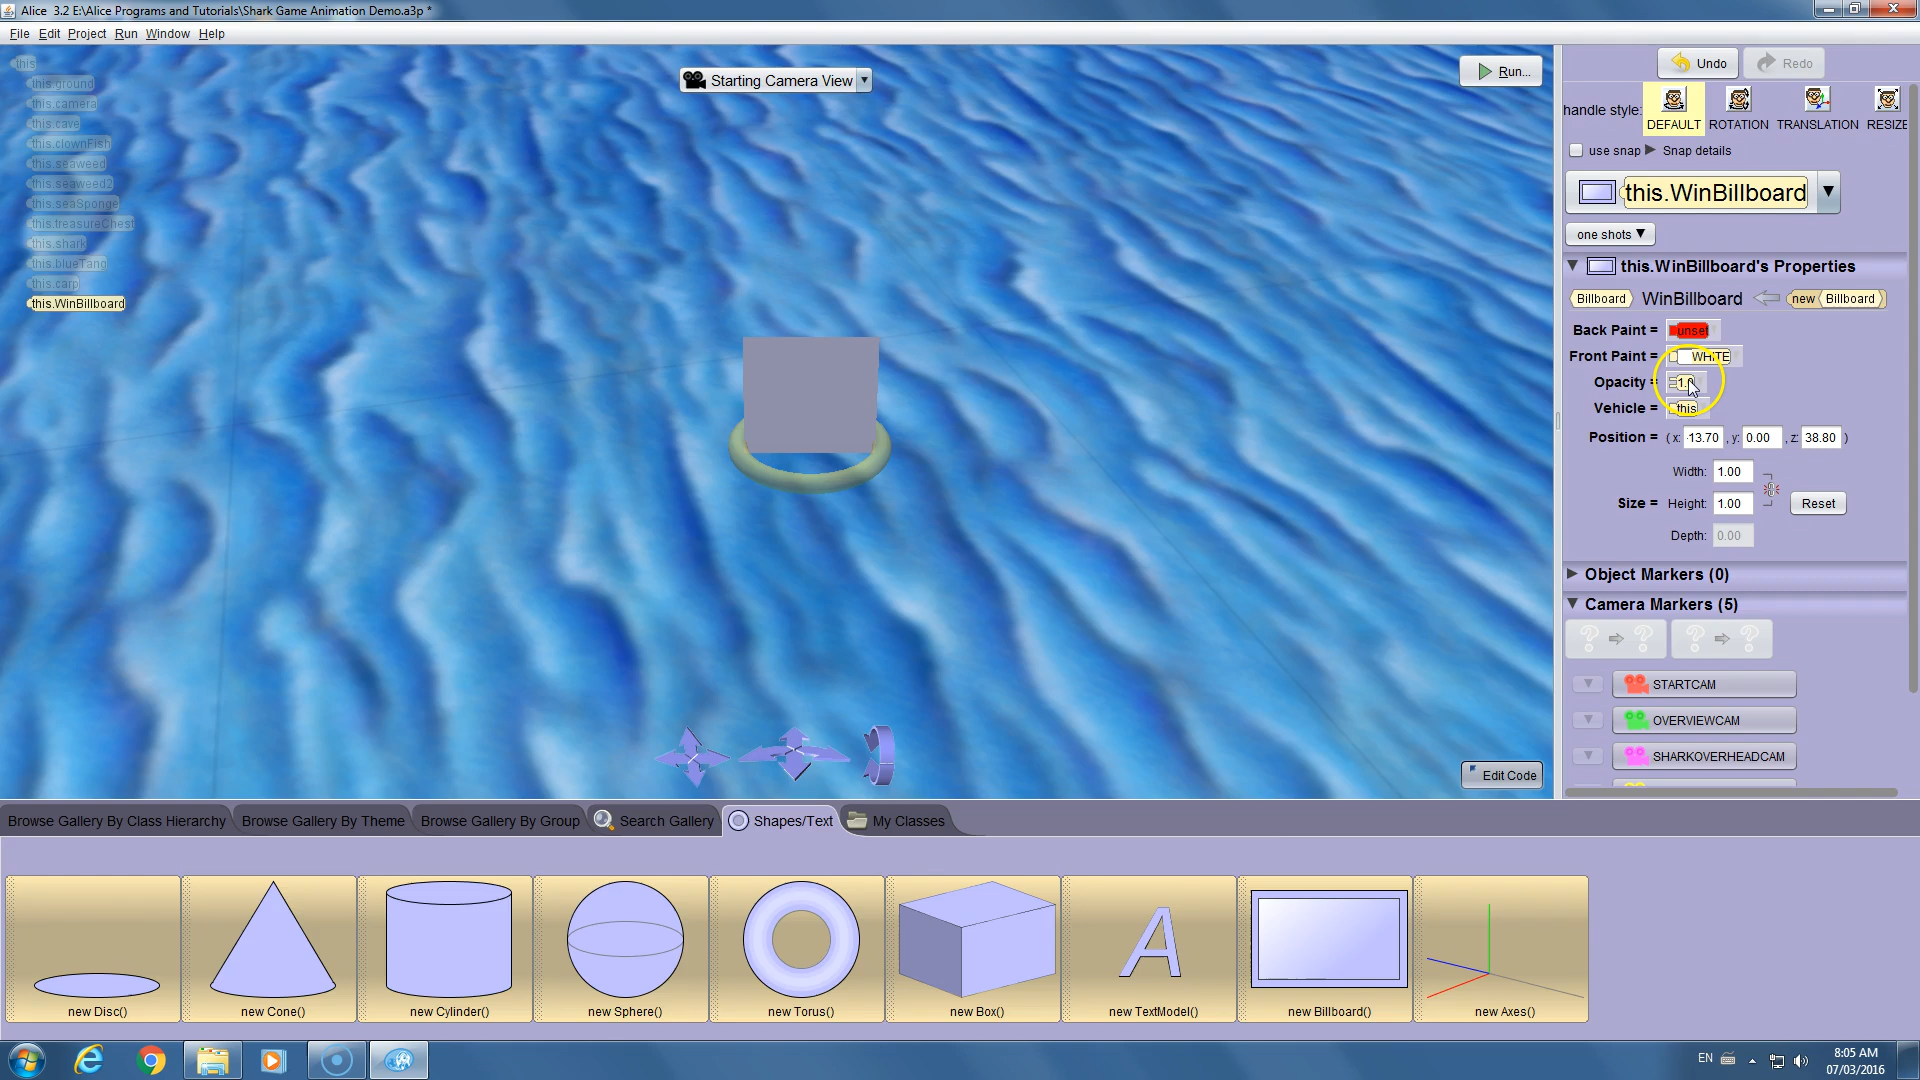 Alice 3.2 E:\Alice Programs and Tutorials\Shark Game Animation Demo.a3p *
File Edit Project Run Window Help
this
this.ground
this.camera
this.cave
this.clownFish
this.seaweed
this.seaweed2
this.seaSponge
this.treasureChest
this.shark
this.blueTang
this.carp
this.WinBillboard
Starting Camera View
Run...
Undo Redo
handle style: DEFAULT ROTATION TRANSLATION RESIZE
use snap Snap details
this.WinBillboard
one shots
this.WinBillboard's Properties
Billboard WinBillboard new Billboard
Back Paint = unset
Front Paint = WHITE
Opacity = 1.0
Vehicle = this
Position = ( x: -13.70 , y: 0.00 , z: 38.80 )
Width: 1.00
Size = Height: 1.00 Reset
Depth: 0.00
Object Markers (0)
Camera Markers (5)
STARTCAM
OVERVIEWCAM
SHARKOVERHEADCAM
Edit Code
Browse Gallery By Class Hierarchy Browse Gallery By Theme Browse Gallery By Group Search Gallery Shapes/Text My Classes
A
new Disc() new Cone() new Cylinder() new Sphere() new Torus() new Box() new TextModel() new Billboard() new Axes()
EN
8:05 AM
07/03/2016